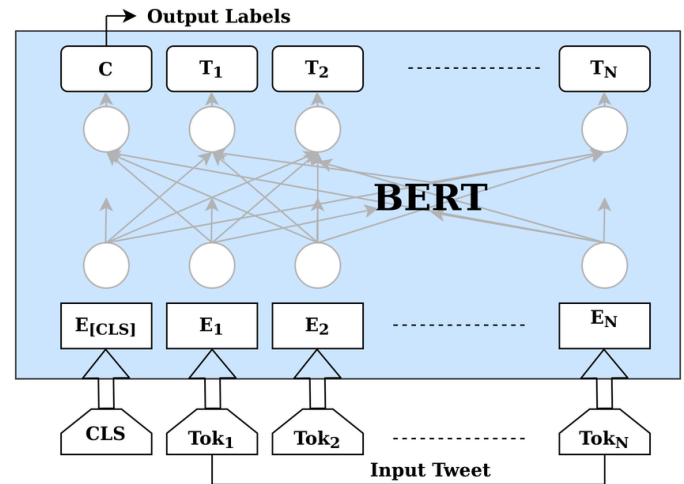 Output Labels
C T1 T2 TN
BERT
E[CLS] E1 E2 EN
CLS Tok1 Tok2 TokN
Input Tweet